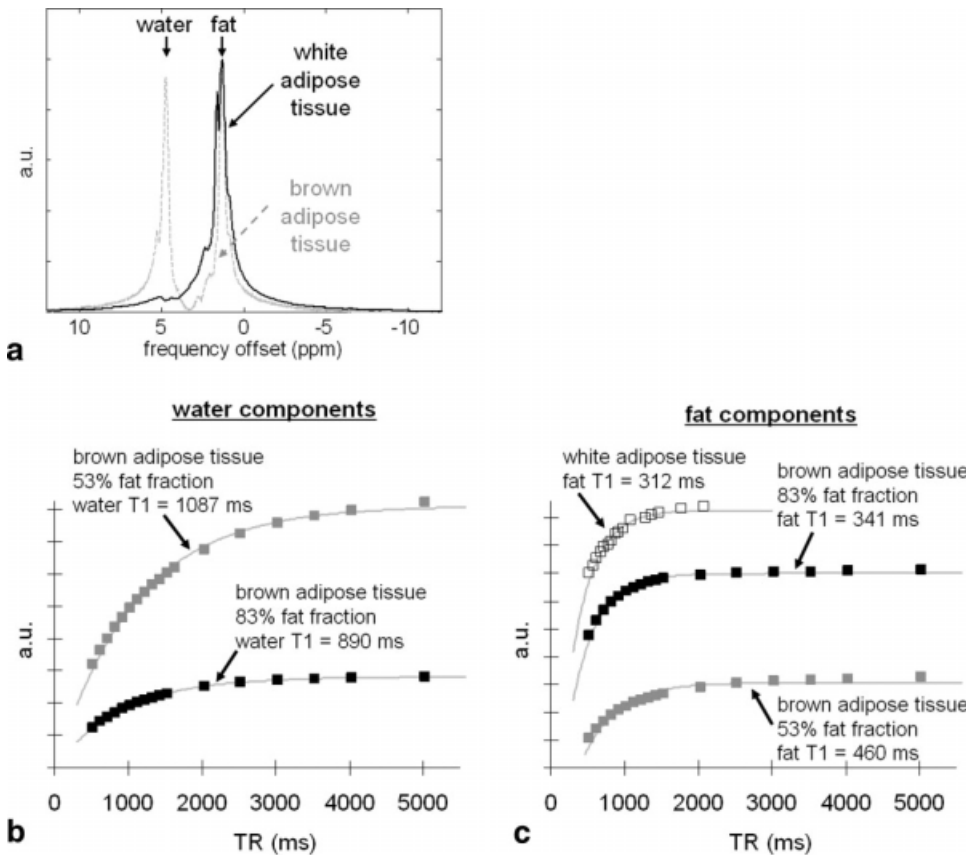 water fat
white
adipose
tissue
brown
adipose
tissue
a.u.
10 5 0 -5 -10
frequency offset (ppm)
a
water components
brown adipose tissue
53% fat fraction
water T1 = 1087 ms
brown adipose tissue
83% fat fraction
water T1 = 890 ms
a.u.
0 1000 2000 3000 4000 5000
TR (ms)
b
fat components
white adipose tissue
fat T1 = 312 ms
brown adipose tissue
83% fat fraction
fat T1 = 341 ms
brown adipose tissue
53% fat fraction
fat T1 = 460 ms
a.u.
0 1000 2000 3000 4000 5000
TR (ms)
c